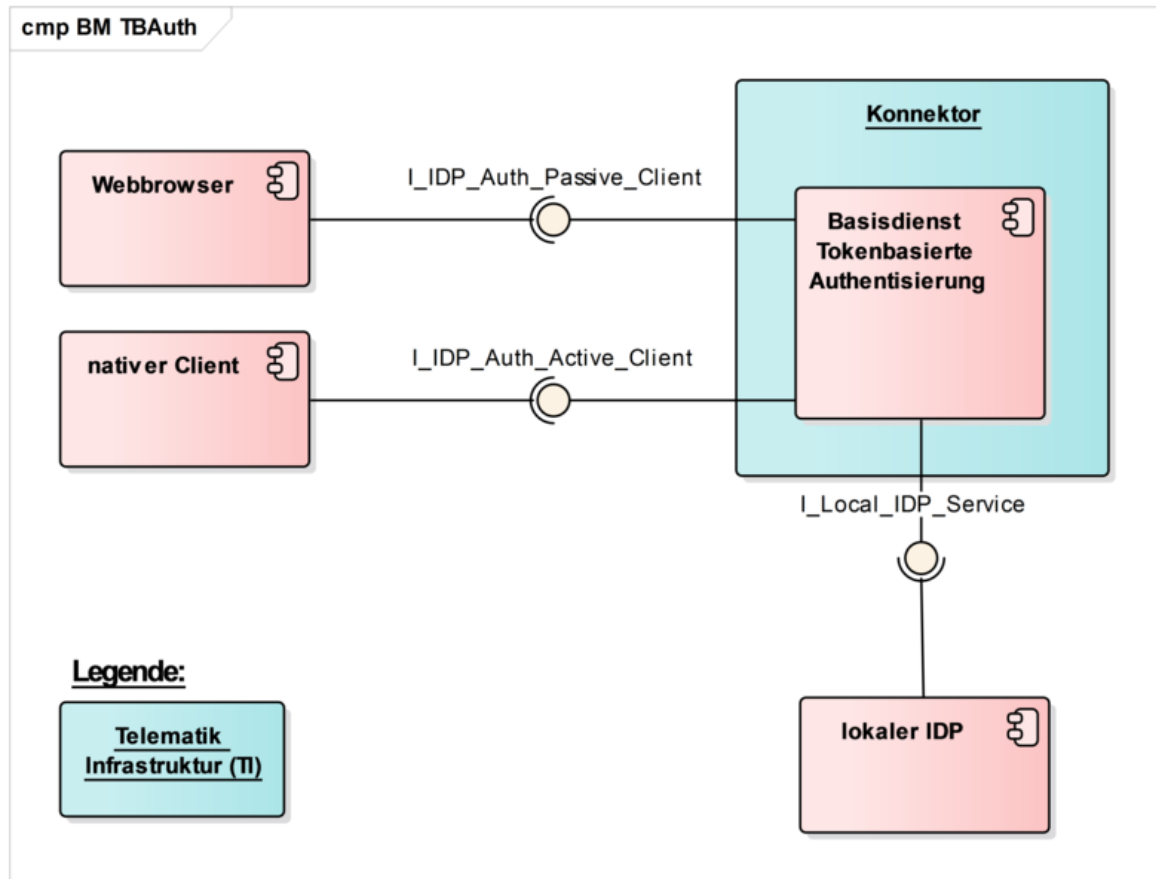 cmp BM TBAuth
Konnektor
Webbrowser
I_IDP_Auth_Passive_Client
Basisdienst
Tokenbasierte
Authentisierung
nativer Client
I_IDP_Auth_Active_Client
I_Local_IDP_Service
Legende:
Telematik
Infrastruktur (TI)
lokaler IDP